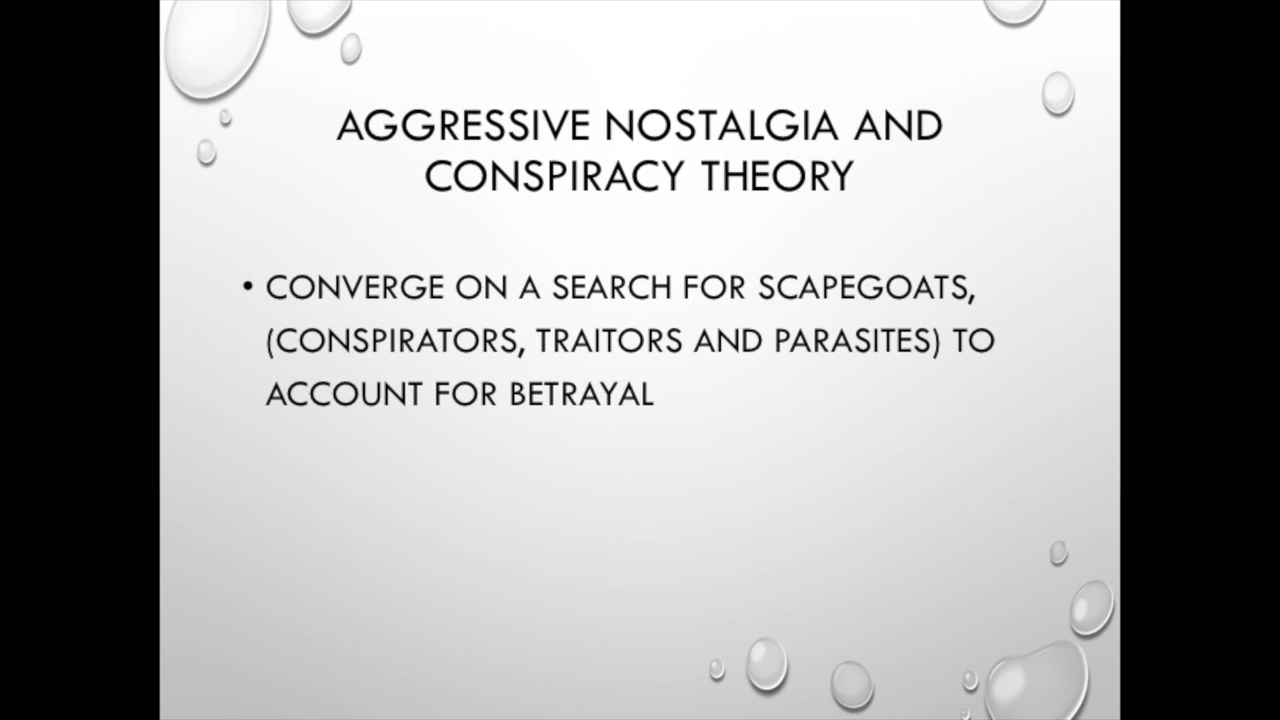 AGGRESSIVE NOSTALGIA AND
CONSPIRACY THEORY
• CONVERGE ON A SEARCH FOR SCAPEGOATS,
(CONSPIRATORS, TRAITORS AND PARASITES) TO
ACCOUNT FOR BETRAYAL